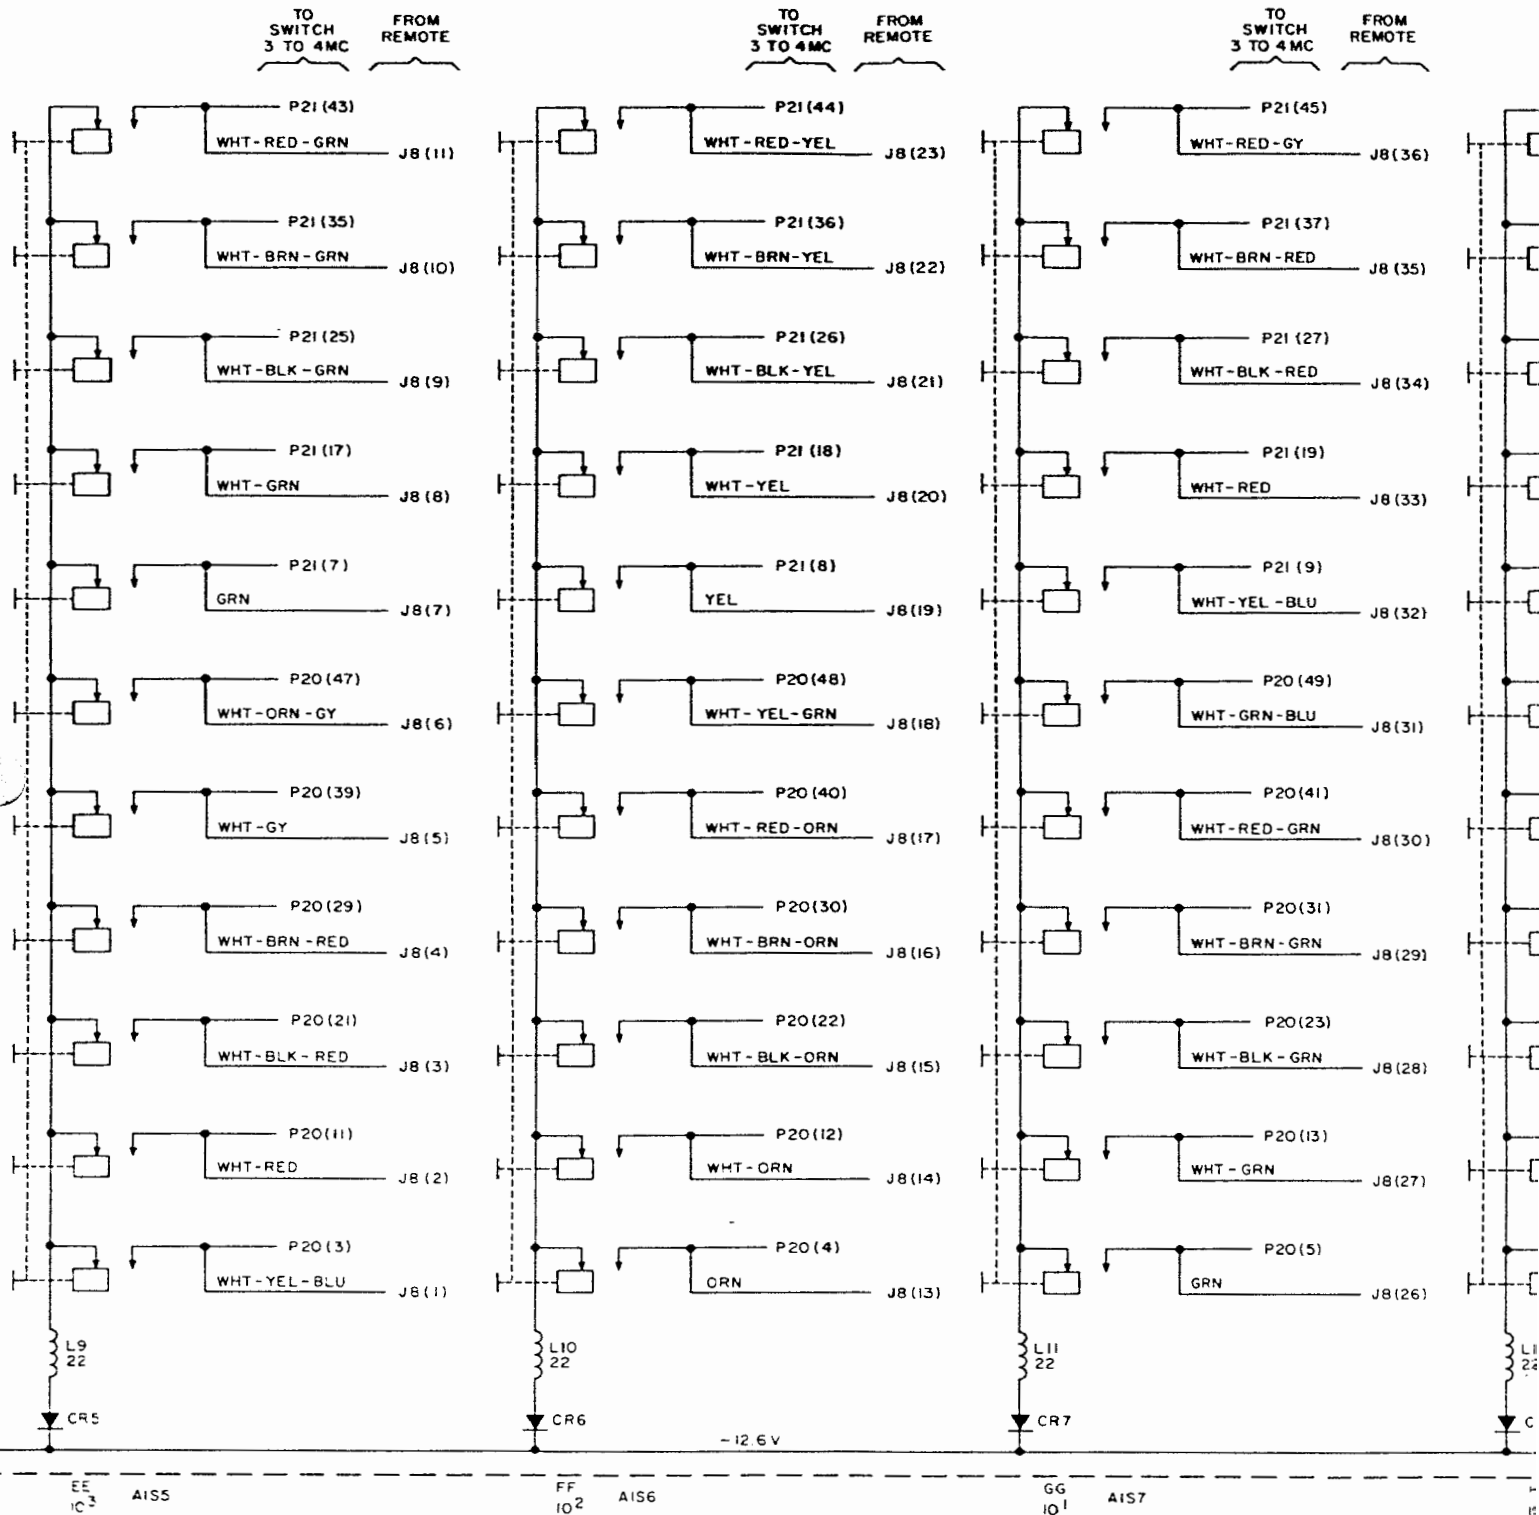 TO
SWITCH
3 TO 4MC
FROM
REMOTE
P21(43)
WHT-RED-GRN
J8(11)
P21(35)
WHT-BRN-GRN
J8(10)
P21(25)
WHT-BLK-GRN
J8(9)
P21(17)
WHT-GRN
J8(8)
P21(7)
GRN
J8(7)
P20(47)
WHT-ORN-GY
J8(6)
P20(39)
WHT-GY
J8(5)
P20(29)
WHT-BRN-RED
J8(4)
P20(21)
WHT-BLK-RED
J8(3)
P20(11)
WHT-RED
J8(2)
P20(3)
WHT-YEL-BLU
J8(1)
L9
22
CR5
EE
10³
A1S5
TO
SWITCH
3 TO 4MC
FROM
REMOTE
P21(44)
WHT-RED-YEL
J8(23)
P21(36)
WHT-BRN-YEL
J8(22)
P21(26)
WHT-BLK-YEL
J8(21)
P21(18)
WHT-YEL
J8(20)
P21(8)
YEL
J8(19)
P20(48)
WHT-YEL-GRN
J8(18)
P20(40)
WHT-RED-ORN
J8(17)
P20(30)
WHT-BRN-ORN
J8(16)
P20(22)
WHT-BLK-ORN
J8(15)
P20(12)
WHT-ORN
J8(14)
P20(4)
ORN
J8(13)
L10
22
CR6
-12.6V
FF
10²
A1S6
TO
SWITCH
3 TO 4MC
FROM
REMOTE
P21(45)
WHT-RED-GY
J8(36)
P21(37)
WHT-BRN-RED
J8(35)
P21(27)
WHT-BLK-RED
J8(34)
P21(19)
WHT-RED
J8(33)
P21(9)
WHT-YEL-BLU
J8(32)
P20(49)
WHT-GRN-BLU
J8(31)
P20(41)
WHT-RED-GRN
J8(30)
P20(31)
WHT-BRN-GRN
J8(29)
P20(23)
WHT-BLK-GRN
J8(28)
P20(13)
WHT-GRN
J8(27)
P20(5)
GRN
J8(26)
L11
22
CR7
GG
10¹
A1S7